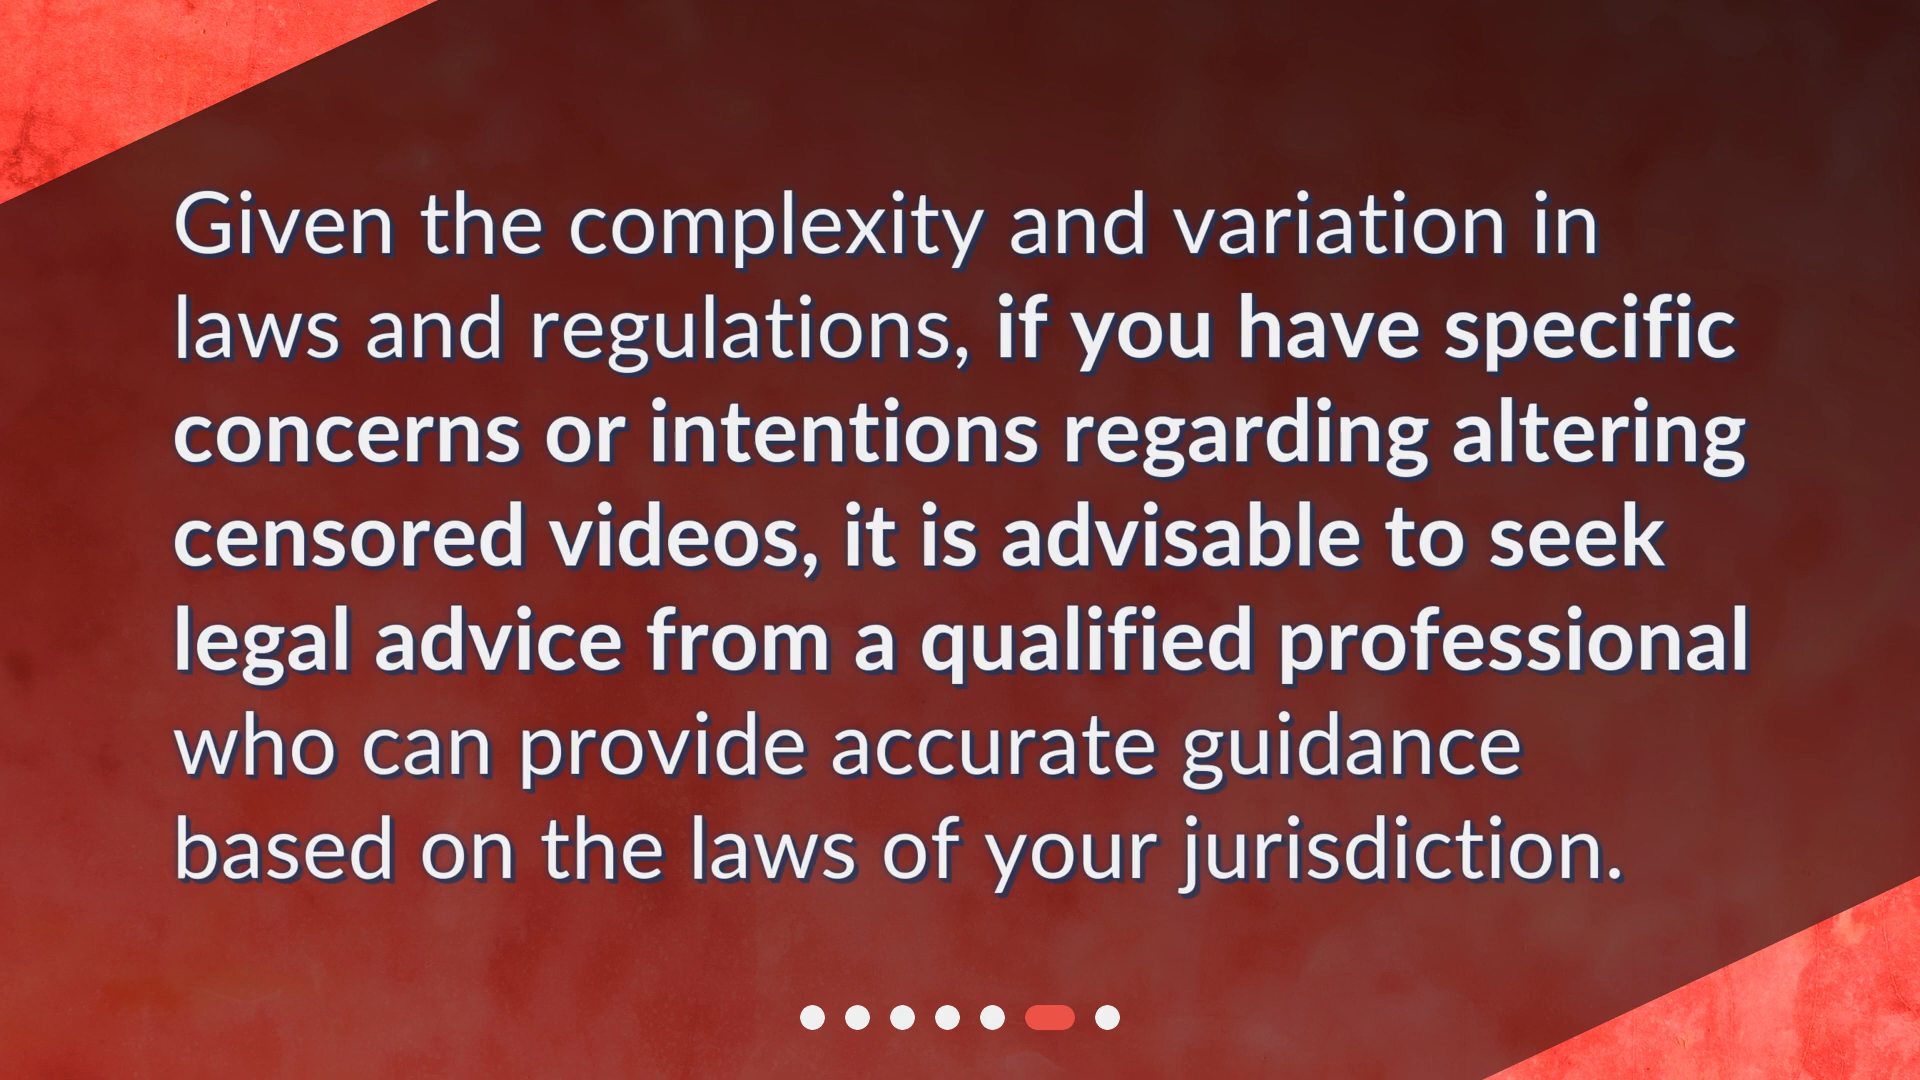 Given the complexity and variation in
laws and regulations, if you have specific
concerns or intentions regarding altering
censored videos, it is advisable to seek
legal advice from a qualified professional
who can provide accurate guidance
based on the laws of your jurisdiction.